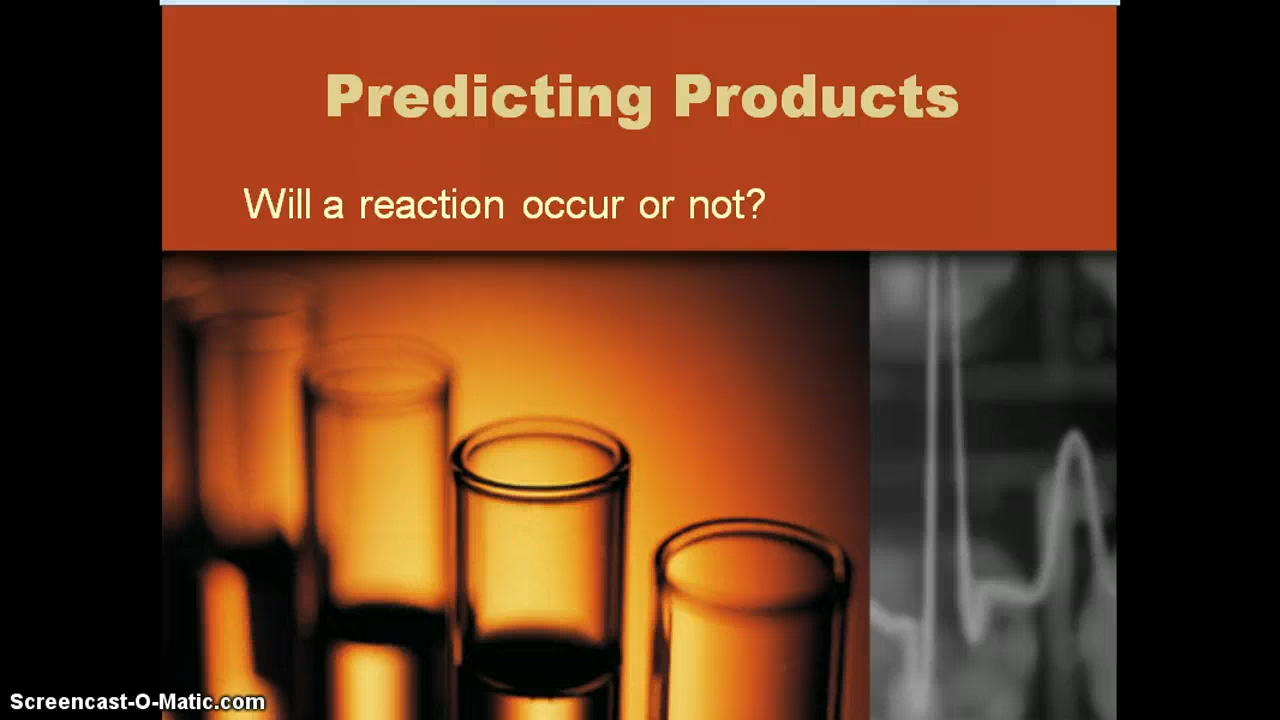 Predicting Products
Will a reaction occur or not?
Screencast-O-Matic.com